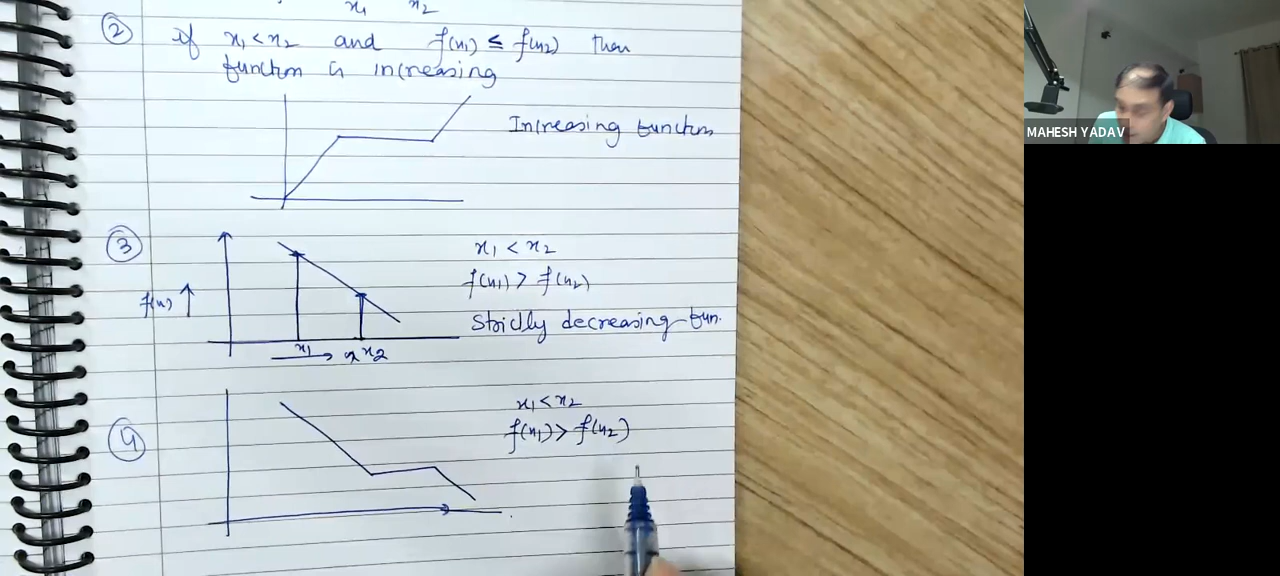 x₁ x₂
② if x₁ < x₂ and f(x₁) ≤ f(x₂) then
function is increasing
Increasing function
③
x₁ < x₂
f(x₁) > f(x₂)
f(x) ↑
Strictly decreasing fun.
x₁ → x x₂
④
x₁ < x₂
f(x₁) > f(x₂)
MAHESH YADAV